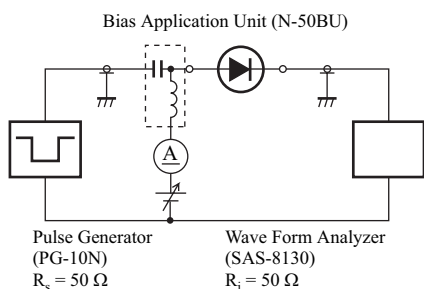 Bias Application Unit (N-50BU)
A
Pulse Generator
(PG-10N)
Rs = 50 Ω
Wave Form Analyzer
(SAS-8130)
Ri = 50 Ω